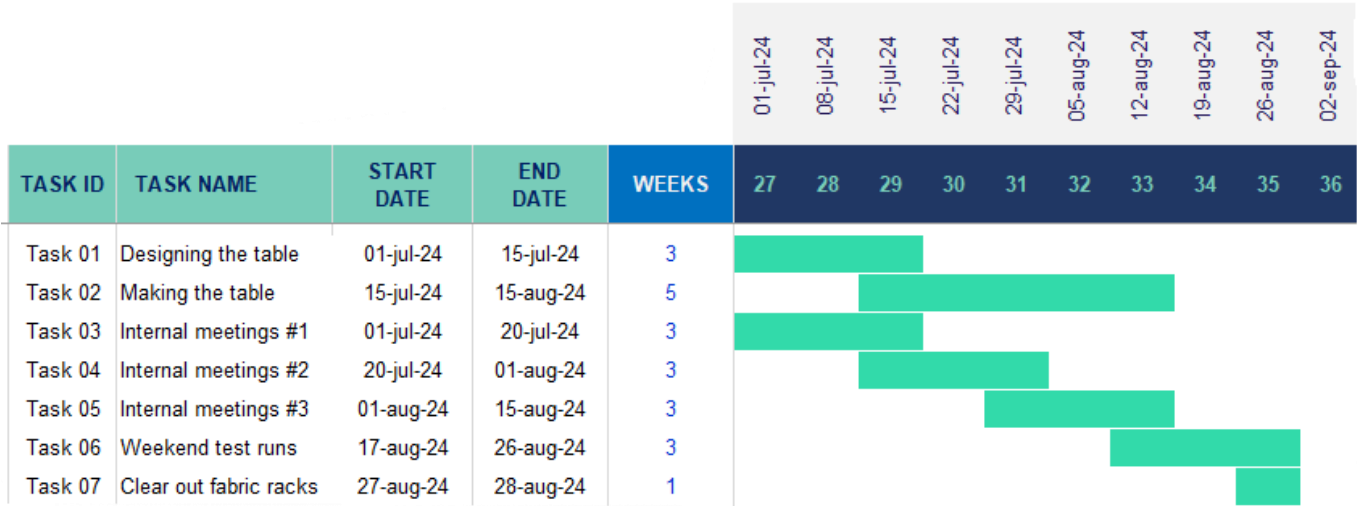 01-jul-24 08-jul-24 15-jul-24 22-jul-24 29-jul-24 05-aug-24 12-aug-24 19-aug-24 26-aug-24 02-sep-24
TASK ID TASK NAME START DATE END DATE WEEKS 27 28 29 30 31 32 33 34 35 36
Task 01 Designing the table 01-jul-24 15-jul-24 3
Task 02 Making the table 15-jul-24 15-aug-24 5
Task 03 Internal meetings #1 01-jul-24 20-jul-24 3
Task 04 Internal meetings #2 20-jul-24 01-aug-24 3
Task 05 Internal meetings #3 01-aug-24 15-aug-24 3
Task 06 Weekend test runs 17-aug-24 26-aug-24 3
Task 07 Clear out fabric racks 27-aug-24 28-aug-24 1